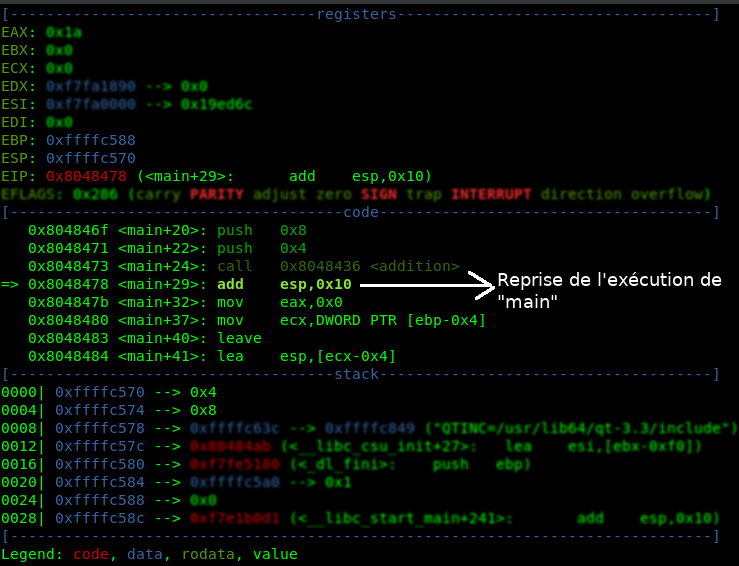 [----------------------------------registers-----------------------------------]
EAX: 0x1a
EBX: 0x0
ECX: 0x0
EDX: 0xf7fa1890 --> 0x0
ESI: 0xf7fa0000 --> 0x19ed6c
EDI: 0x0
EBP: 0xffffc588
ESP: 0xffffc570
EIP: 0x8048478 (<main+29>:      add    esp,0x10)
EFLAGS: 0x286 (carry PARITY adjust zero SIGN trap INTERRUPT direction overflow)
[-------------------------------------code-------------------------------------]
   0x804846f <main+20>: push   0x8
   0x8048471 <main+22>: push   0x4
   0x8048473 <main+24>: call   0x8048436 <addition>
=> 0x8048478 <main+29>: add    esp,0x10
Reprise de l'exécution de
"main"
   0x804847b <main+32>: mov    eax,0x0
   0x8048480 <main+37>: mov    ecx,DWORD PTR [ebp-0x4]
   0x8048483 <main+40>: leave
   0x8048484 <main+41>: lea    esp,[ecx-0x4]
[------------------------------------stack-------------------------------------]
0000| 0xffffc570 --> 0x4
0004| 0xffffc574 --> 0x8
0008| 0xffffc578 --> 0xffffc63c --> 0xffffc849 ("QTINC=/usr/lib64/qt-3.3/include")
0012| 0xffffc57c --> 0x80484ab (<__libc_csu_init+27>:   lea    esi,[ebx-0xf0])
0016| 0xffffc580 --> 0xf7fe5180 (<_dl_fini>:    push   ebp)
0020| 0xffffc584 --> 0xffffc5a0 --> 0x1
0024| 0xffffc588 --> 0x0
0028| 0xffffc58c --> 0xf7e1b0d1 (<__libc_start_main+241>:       add    esp,0x10)
[------------------------------------------------------------------------------]
Legend: code, data, rodata, value